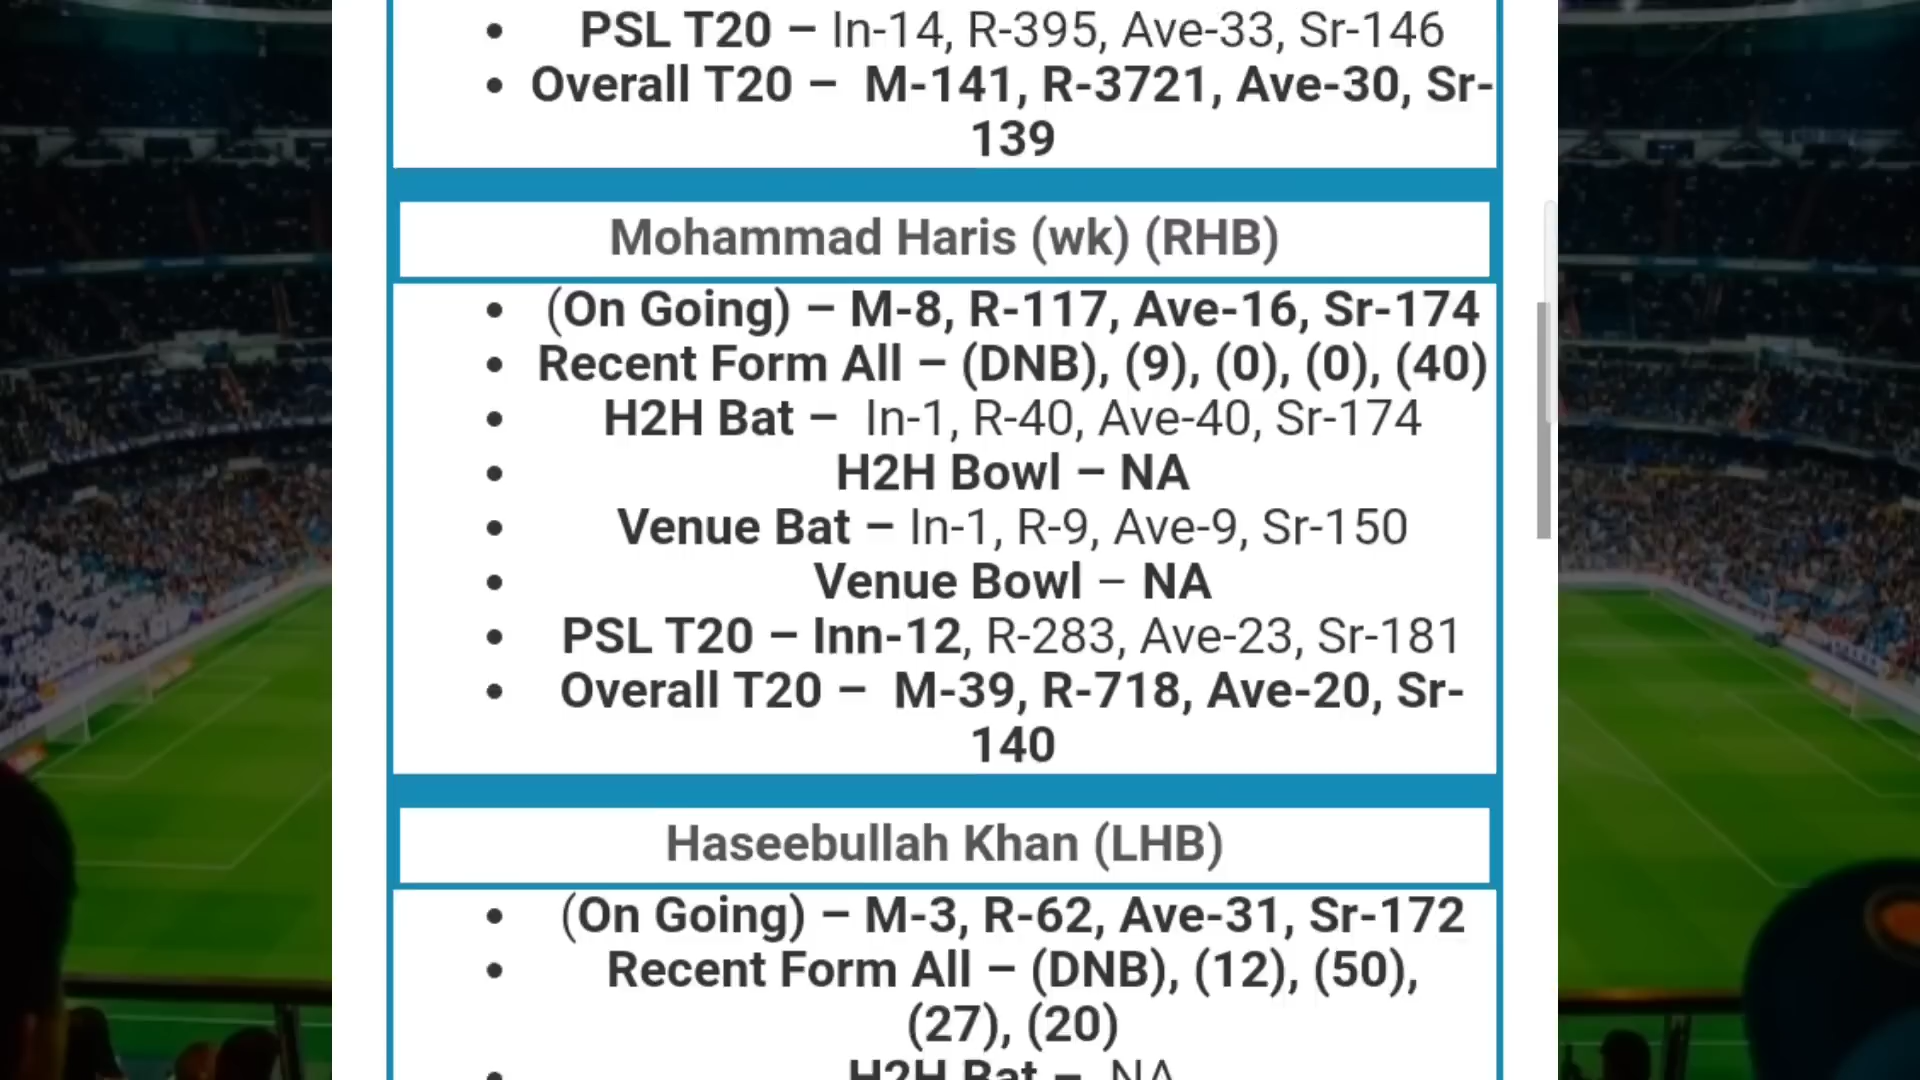 PSL T20 – In-14, R-395, Ave-33, Sr-146
Overall T20 – M-141, R-3721, Ave-30, Sr-
139
Mohammad Haris (wk) (RHB)
(On Going) – M-8, R-117, Ave-16, Sr-174
Recent Form All – (DNB), (9), (0), (0), (40)
H2H Bat – In-1, R-40, Ave-40, Sr-174
H2H Bowl – NA
Venue Bat – In-1, R-9, Ave-9, Sr-150
Venue Bowl – NA
PSL T20 – Inn-12, R-283, Ave-23, Sr-181
Overall T20 – M-39, R-718, Ave-20, Sr-
140
Haseebullah Khan (LHB)
(On Going) – M-3, R-62, Ave-31, Sr-172
Recent Form All – (DNB), (12), (50),
(27), (20)
H2H Bat – NA